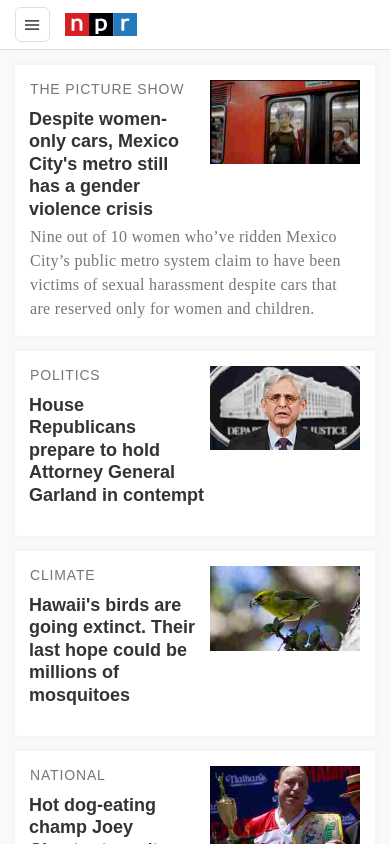 npr
THE PICTURE SHOW
Despite women-
only cars, Mexico
City's metro still
has a gender
violence crisis
Nine out of 10 women who’ve ridden Mexico
City’s public metro system claim to have been
victims of sexual harassment despite cars that
are reserved only for women and children.
POLITICS
House
Republicans
prepare to hold
Attorney General
Garland in contempt
CLIMATE
Hawaii's birds are
going extinct. Their
last hope could be
millions of
mosquitoes
NATIONAL
Nathan's
Hot dog-eating
champ Joey